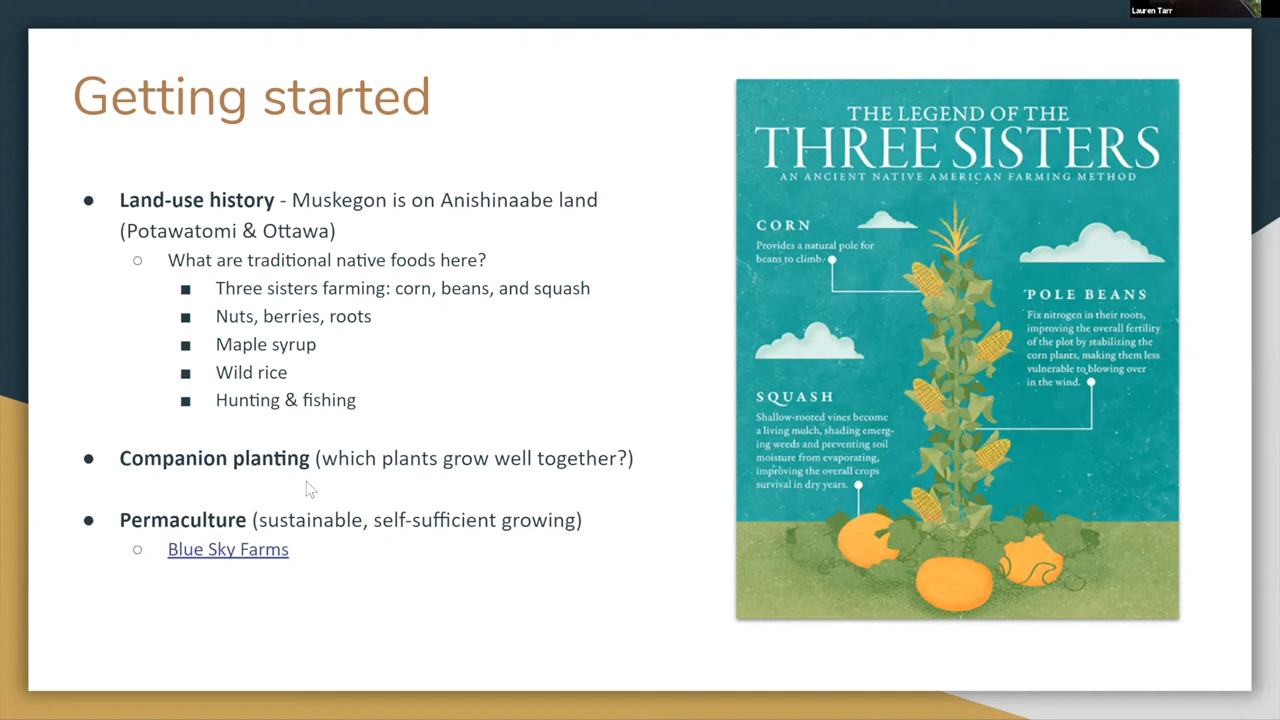 Lauren Tarr
Getting started
● Land-use history - Muskegon is on Anishinaabe land
(Potawatomi & Ottawa)
○ What are traditional native foods here?
■ Three sisters farming: corn, beans, and squash
■ Nuts, berries, roots
■ Maple syrup
■ Wild rice
■ Hunting & fishing
● Companion planting (which plants grow well together?)
● Permaculture (sustainable, self-sufficient growing)
○ Blue Sky Farms
THE LEGEND OF THE
THREE SISTERS
AN ANCIENT NATIVE AMERICAN FARMING METHOD
CORN
Provides a natural pole for
beans to climb.
POLE BEANS
Fix nitrogen in their roots,
improving the overall fertility
of the plot by stabilizing the
corn plants, making them less
vulnerable to blowing over
in the wind.
SQUASH
Shallow-rooted vines become
a living mulch, shading emerg-
ing weeds and preventing soil
moisture from evaporating,
improving the overall crops
survival in dry years.